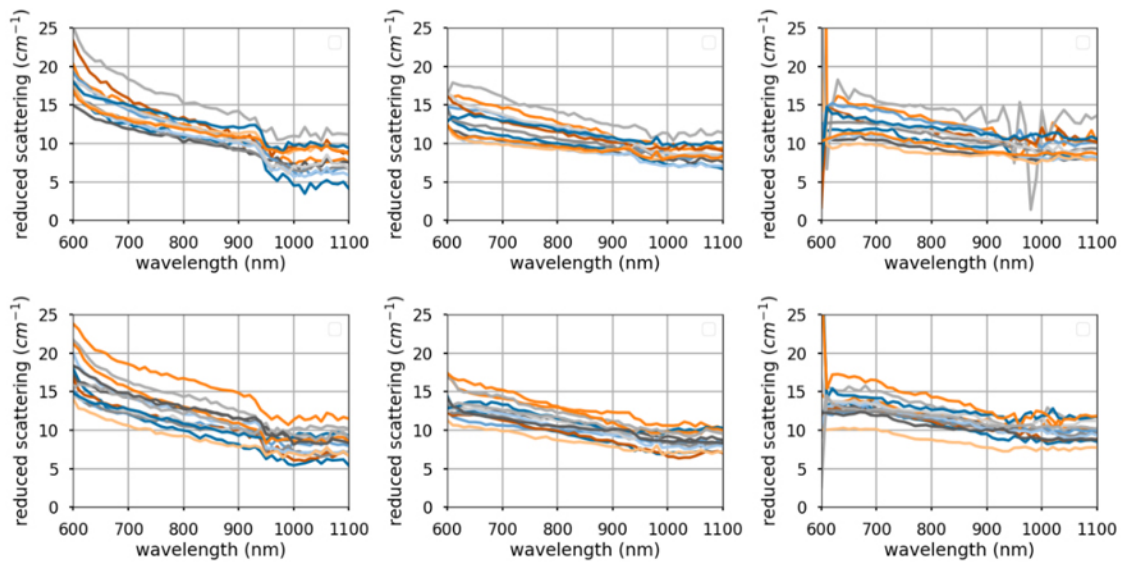 25 25 25
reduced scattering (cm⁻¹) reduced scattering (cm⁻¹) reduced scattering (cm⁻¹)
20 20 20
15 15 15
10 10 10
5 5 5
0 0 0
600 700 800 900 1000 1100 600 700 800 900 1000 1100 600 700 800 900 1000 1100
wavelength (nm) wavelength (nm) wavelength (nm)
25 25 25
reduced scattering (cm⁻¹) reduced scattering (cm⁻¹) reduced scattering (cm⁻¹)
20 20 20
15 15 15
10 10 10
5 5 5
0 0 0
600 700 800 900 1000 1100 600 700 800 900 1000 1100 600 700 800 900 1000 1100
wavelength (nm) wavelength (nm) wavelength (nm)